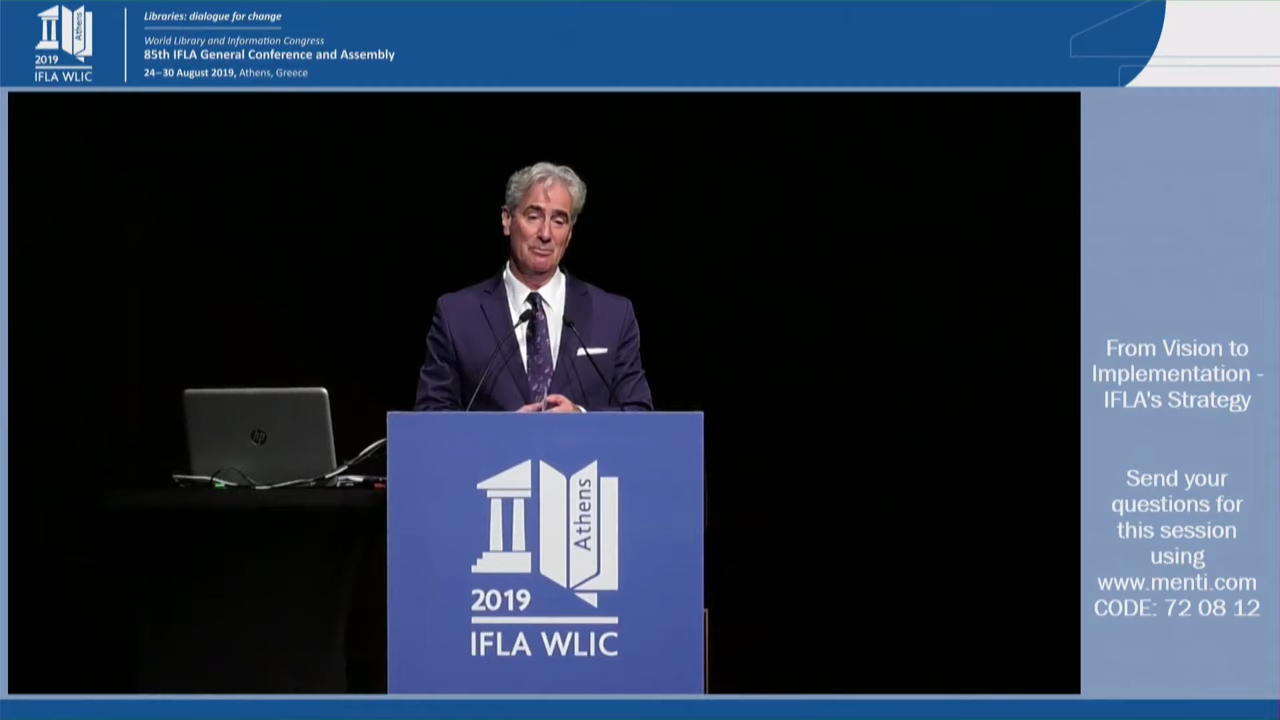 Athens
2019
IFLA WLIC
Libraries: dialogue for change
World Library and Information Congress
85th IFLA General Conference and Assembly
24–30 August 2019, Athens, Greece
hp
Athens
2019
IFLA WLIC
From Vision to
Implementation -
IFLA's Strategy
Send your
questions for
this session
using
www.menti.com
CODE: 72 08 12